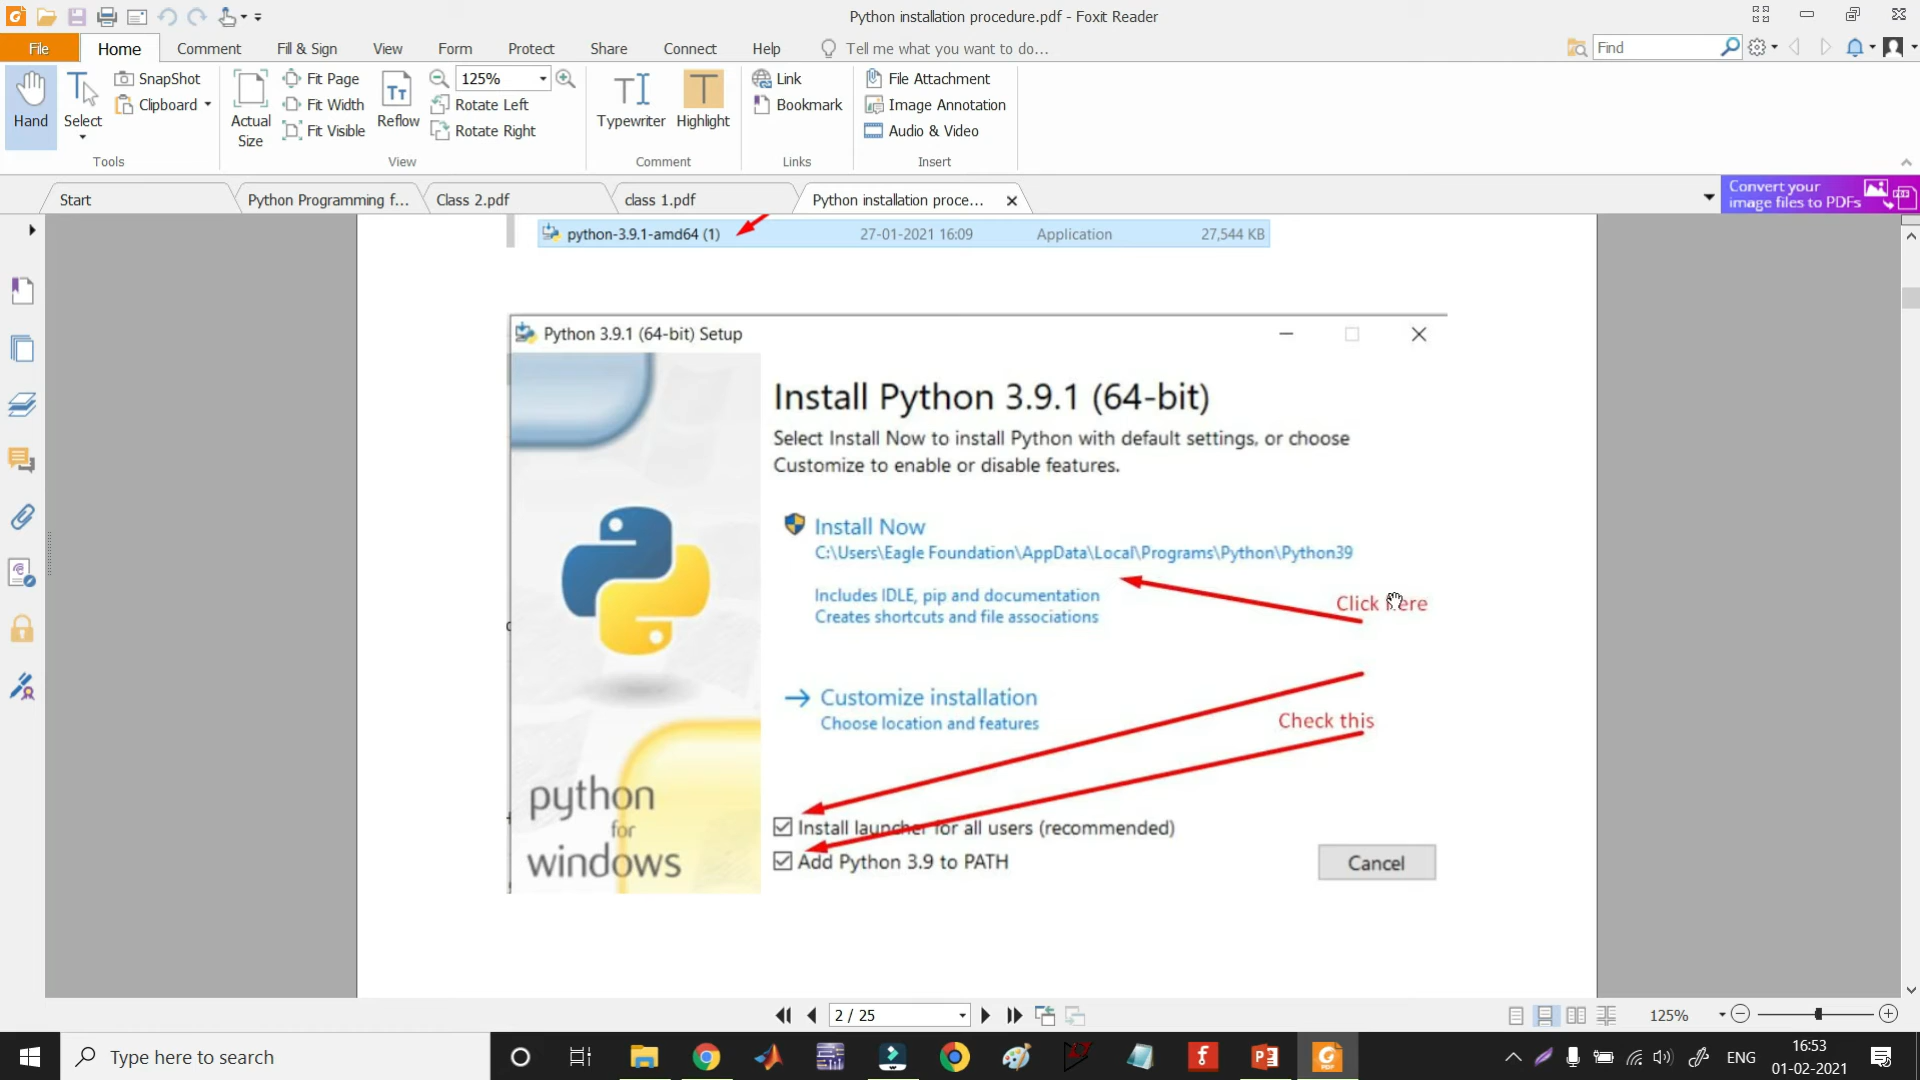 Python installation procedure.pdf - Foxit Reader
File Home Comment Fill & Sign View Form Protect Share Connect Help Tell me what you want to do... Find
SnapShot Fit Page 125% Link File Attachment
Clipboard Fit Width Rotate Left Bookmark Image Annotation
Hand Select Actual Size Fit Visible Reflow Rotate Right Typewriter Highlight Audio & Video
Tools View Comment Links Insert
Start Python Programming f... Class 2.pdf class 1.pdf Python installation proce... Convert your
image files to PDFs
python-3.9.1-amd64 (1) 27-01-2021 16:09 Application 27,544 KB
Python 3.9.1 (64-bit) Setup
Install Python 3.9.1 (64-bit)
Select Install Now to install Python with default settings, or choose
Customize to enable or disable features.
Install Now
C:\Users\Eagle Foundation\AppData\Local\Programs\Python\Python39
Includes IDLE, pip and documentation
Click here
Creates shortcuts and file associations
Customize installation
Choose location and features
Check this
python
for
windows
Install launcher for all users (recommended)
Add Python 3.9 to PATH
Cancel
2 / 25 125%
Type here to search ENG 16:53
01-02-2021